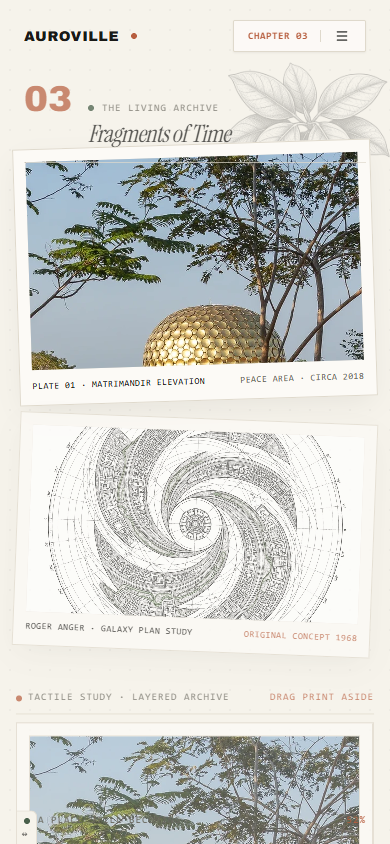 AUROVILLE
CHAPTER 03
03
THE LIVING ARCHIVE
Fragments of Time
PLATE 01 · MATRIMANDIR ELEVATION
PEACE AREA · CIRCA 2018
ROGER ANGER · GALAXY PLAN STUDY
ORIGINAL CONCEPT 1968
TACTILE STUDY · LAYERED ARCHIVE
DRAG PRINT ASIDE